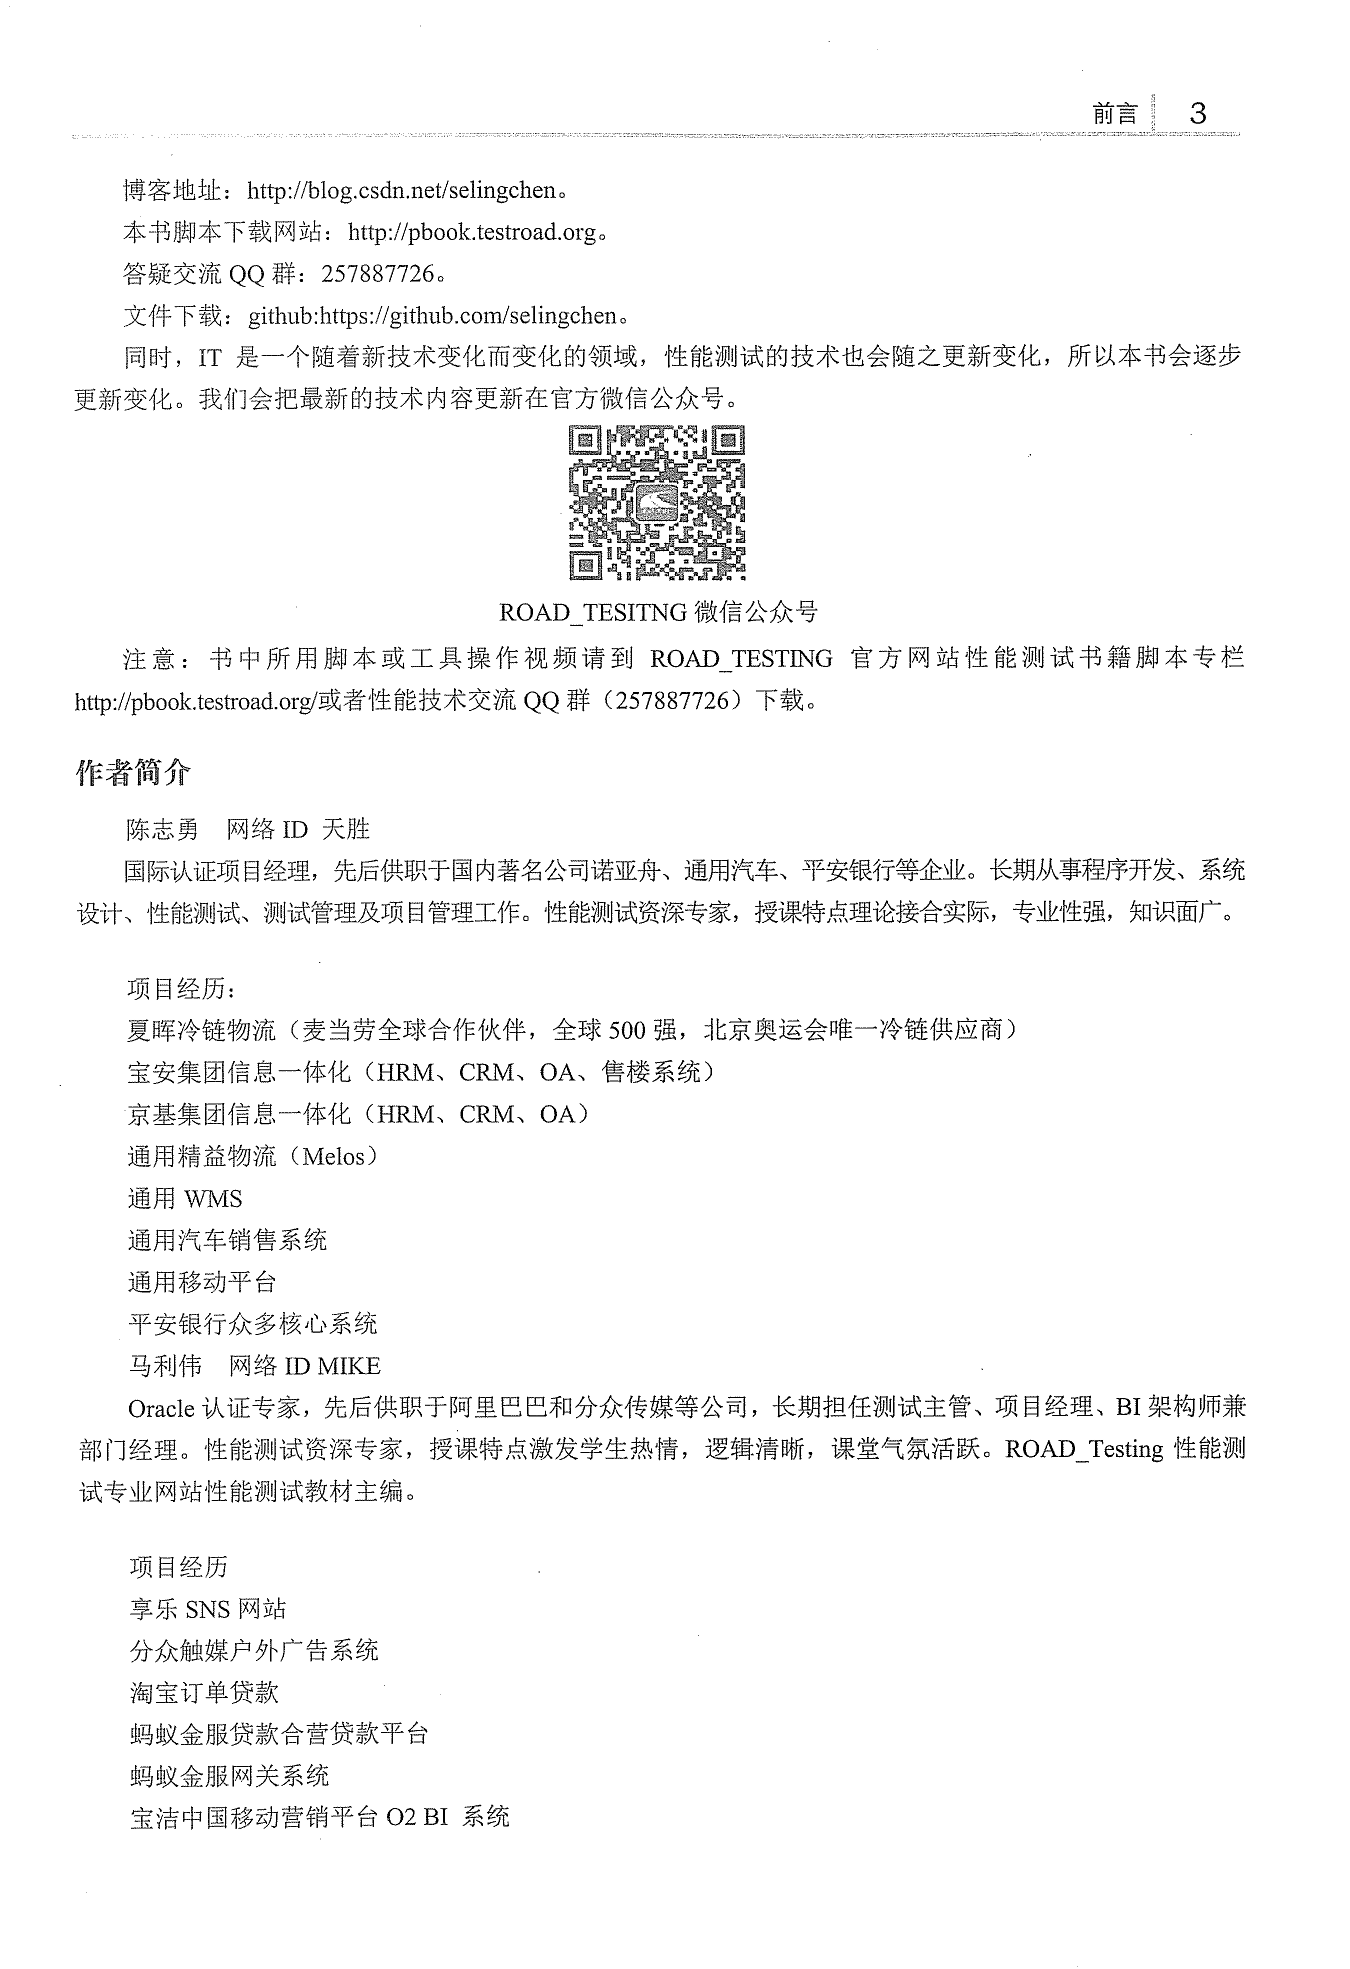 前言 3
博客地址：http://blog.csdn.net/selingchen。
本书脚本下载网站：http://pbook.testroad.org。
答疑交流 QQ 群：257887726。
文件下载：github:https://github.com/selingchen。
同时，IT 是一个随着新技术变化而变化的领域，性能测试的技术也会随之更新变化，所以本书会逐步
更新变化。我们会把最新的技术内容更新在官方微信公众号。
ROAD_TESITNG 微信公众号
注意：书中所用脚本或工具操作视频请到 ROAD_TESTING 官方网站性能测试书籍脚本专栏
http://pbook.testroad.org/或者性能技术交流 QQ 群（257887726）下载。
作者简介
陈志勇 网络 ID 天胜
国际认证项目经理，先后供职于国内著名公司诺亚舟、通用汽车、平安银行等企业。长期从事程序开发、系统
设计、性能测试、测试管理及项目管理工作。性能测试资深专家，授课特点理论接合实际，专业性强，知识面广。
项目经历：
夏晖冷链物流（麦当劳全球合作伙伴，全球 500 强，北京奥运会唯一冷链供应商）
宝安集团信息一体化（HRM、CRM、OA、售楼系统）
京基集团信息一体化（HRM、CRM、OA）
通用精益物流（Melos）
通用 WMS
通用汽车销售系统
通用移动平台
平安银行众多核心系统
马利伟 网络 ID MIKE
Oracle 认证专家，先后供职于阿里巴巴和分众传媒等公司，长期担任测试主管、项目经理、BI 架构师兼
部门经理。性能测试资深专家，授课特点激发学生热情，逻辑清晰，课堂气氛活跃。ROAD_Testing 性能测
试专业网站性能测试教材主编。
项目经历
享乐 SNS 网站
分众触媒户外广告系统
淘宝订单贷款
蚂蚁金服贷款合营贷款平台
蚂蚁金服网关系统
宝洁中国移动营销平台 O2 BI 系统